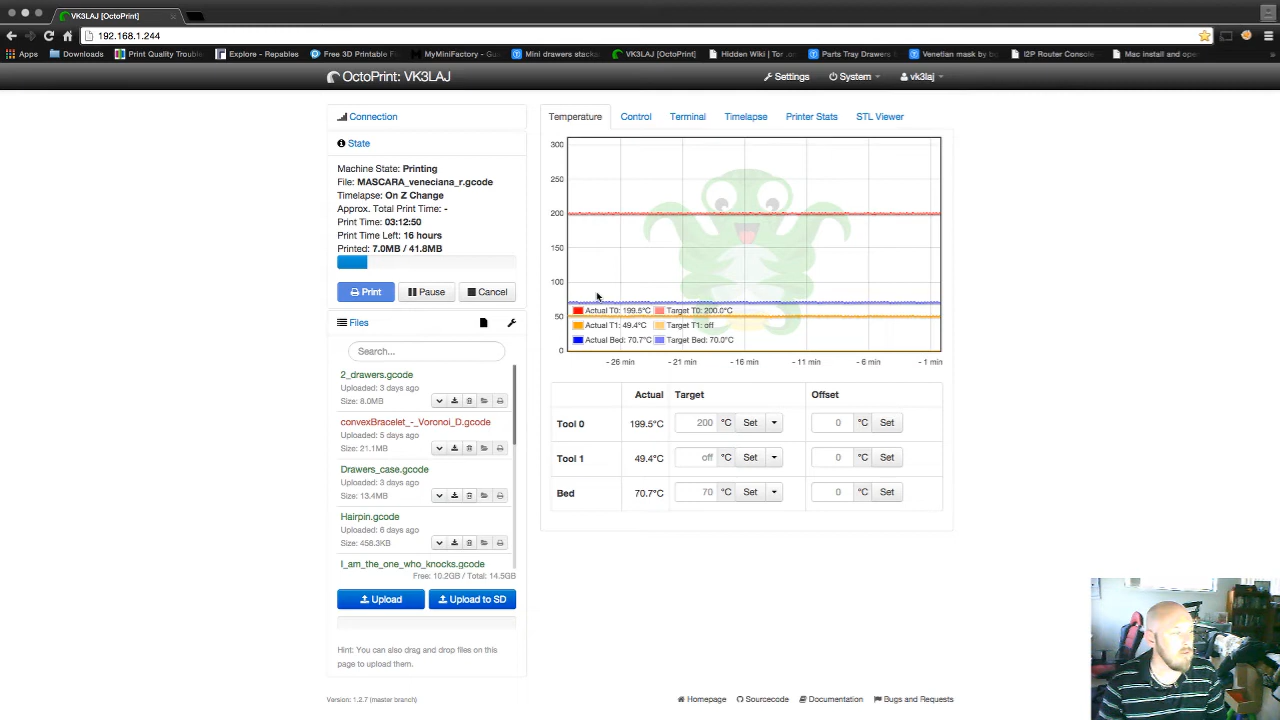 VK3LAJ [OctoPrint]
192.168.1.244
Apps Downloads Print Quality Troub Explore - Repables Free 3D Printable F MyMiniFactory - Gu Mini drawers stack VK3LAJ [OctoPrint] Hidden Wiki | Tor .o Parts Tray Drawers Venetian mask by b I2P Router Console Mac install and ope
OctoPrint: VK3LAJ Settings System vk3laj
Connection
State
Machine State: Printing
File: MASCARA_veneciana_r.gcode
Timelapse: On Z Change
Approx. Total Print Time: -
Print Time: 03:12:50
Print Time Left: 16 hours
Printed: 7.0MB / 41.8MB
Print Pause Cancel
Files
Search...
2_drawers.gcode
Uploaded: 3 days ago
Size: 8.0MB
convexBracelet_-_Voronoi_D.gcode
Uploaded: 5 days ago
Size: 21.1MB
Drawers_case.gcode
Uploaded: 3 days ago
Size: 13.4MB
Hairpin.gcode
Uploaded: 6 days ago
Size: 458.3KB
I_am_the_one_who_knocks.gcode
Free: 10.2GB / Total: 14.5GB
Upload Upload to SD
Hint: You can also drag and drop files on this
page to upload them.
Temperature Control Terminal Timelapse Printer Stats STL Viewer
300
250
200
150
100
50
0
Actual T0: 199.5°C Target T0: 200.0°C
Actual T1: 49.4°C Target T1: off
Actual Bed: 70.7°C Target Bed: 70.0°C
- 26 min - 21 min - 16 min - 11 min - 6 min - 1 min
Actual Target Offset
Tool 0 199.5°C 200 °C Set 0 °C Set
Tool 1 49.4°C off °C Set 0 °C Set
Bed 70.7°C 70 °C Set 0 °C Set
Version: 1.2.7 (master branch) Homepage Sourcecode Documentation Bugs and Requests